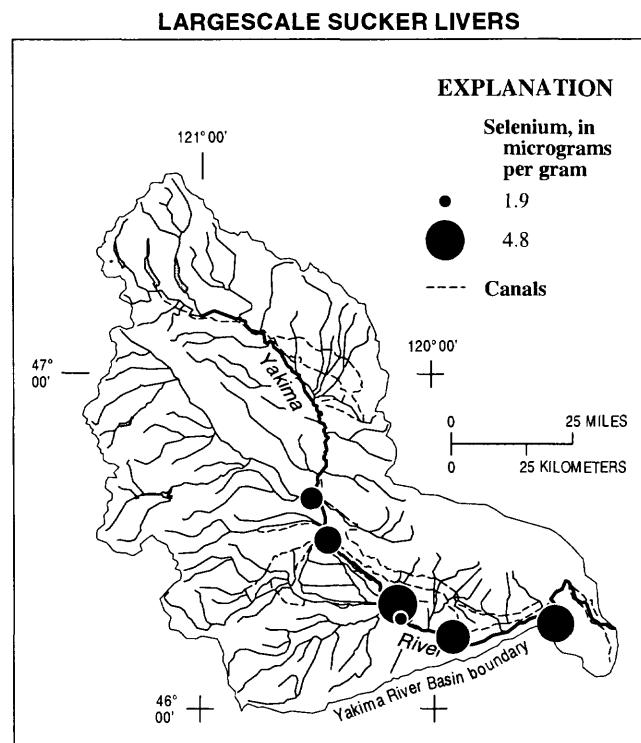 LARGESCALE SUCKER LIVERS
EXPLANATION
Selenium, in
micrograms
per gram
1.9
4.8
Canals
121° 00'
47°
00'
120° 00'
Yakima
0 25 MILES
0 25 KILOMETERS
River
Yakima River Basin boundary
46°
00'